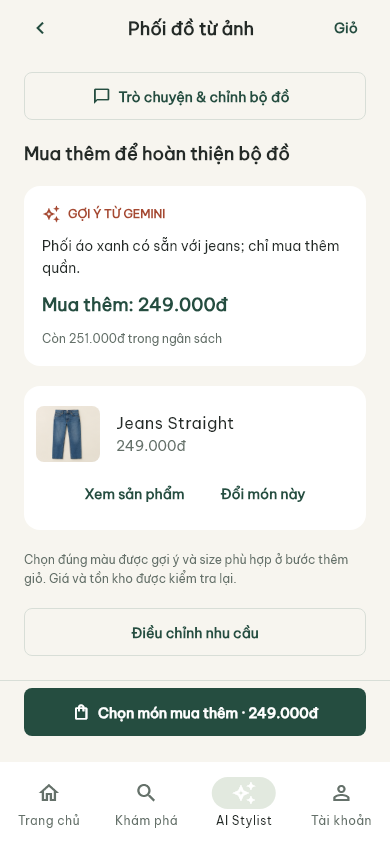 Phối đồ từ ảnh
Giỏ
Trò chuyện & chỉnh bộ đồ
Mua thêm để hoàn thiện bộ đồ
GỢI Ý TỪ GEMINI
Phối áo xanh có sẵn với jeans; chỉ mua thêm
quần.
Mua thêm: 249.000đ
Còn 251.000đ trong ngân sách
Jeans Straight
249.000đ
Xem sản phẩm
Đổi món này
Chọn đúng màu được gợi ý và size phù hợp ở bước thêm
giỏ. Giá và tồn kho được kiểm tra lại.
Điều chỉnh nhu cầu
Chọn món mua thêm · 249.000đ
Trang chủ
Khám phá
AI Stylist
Tài khoản